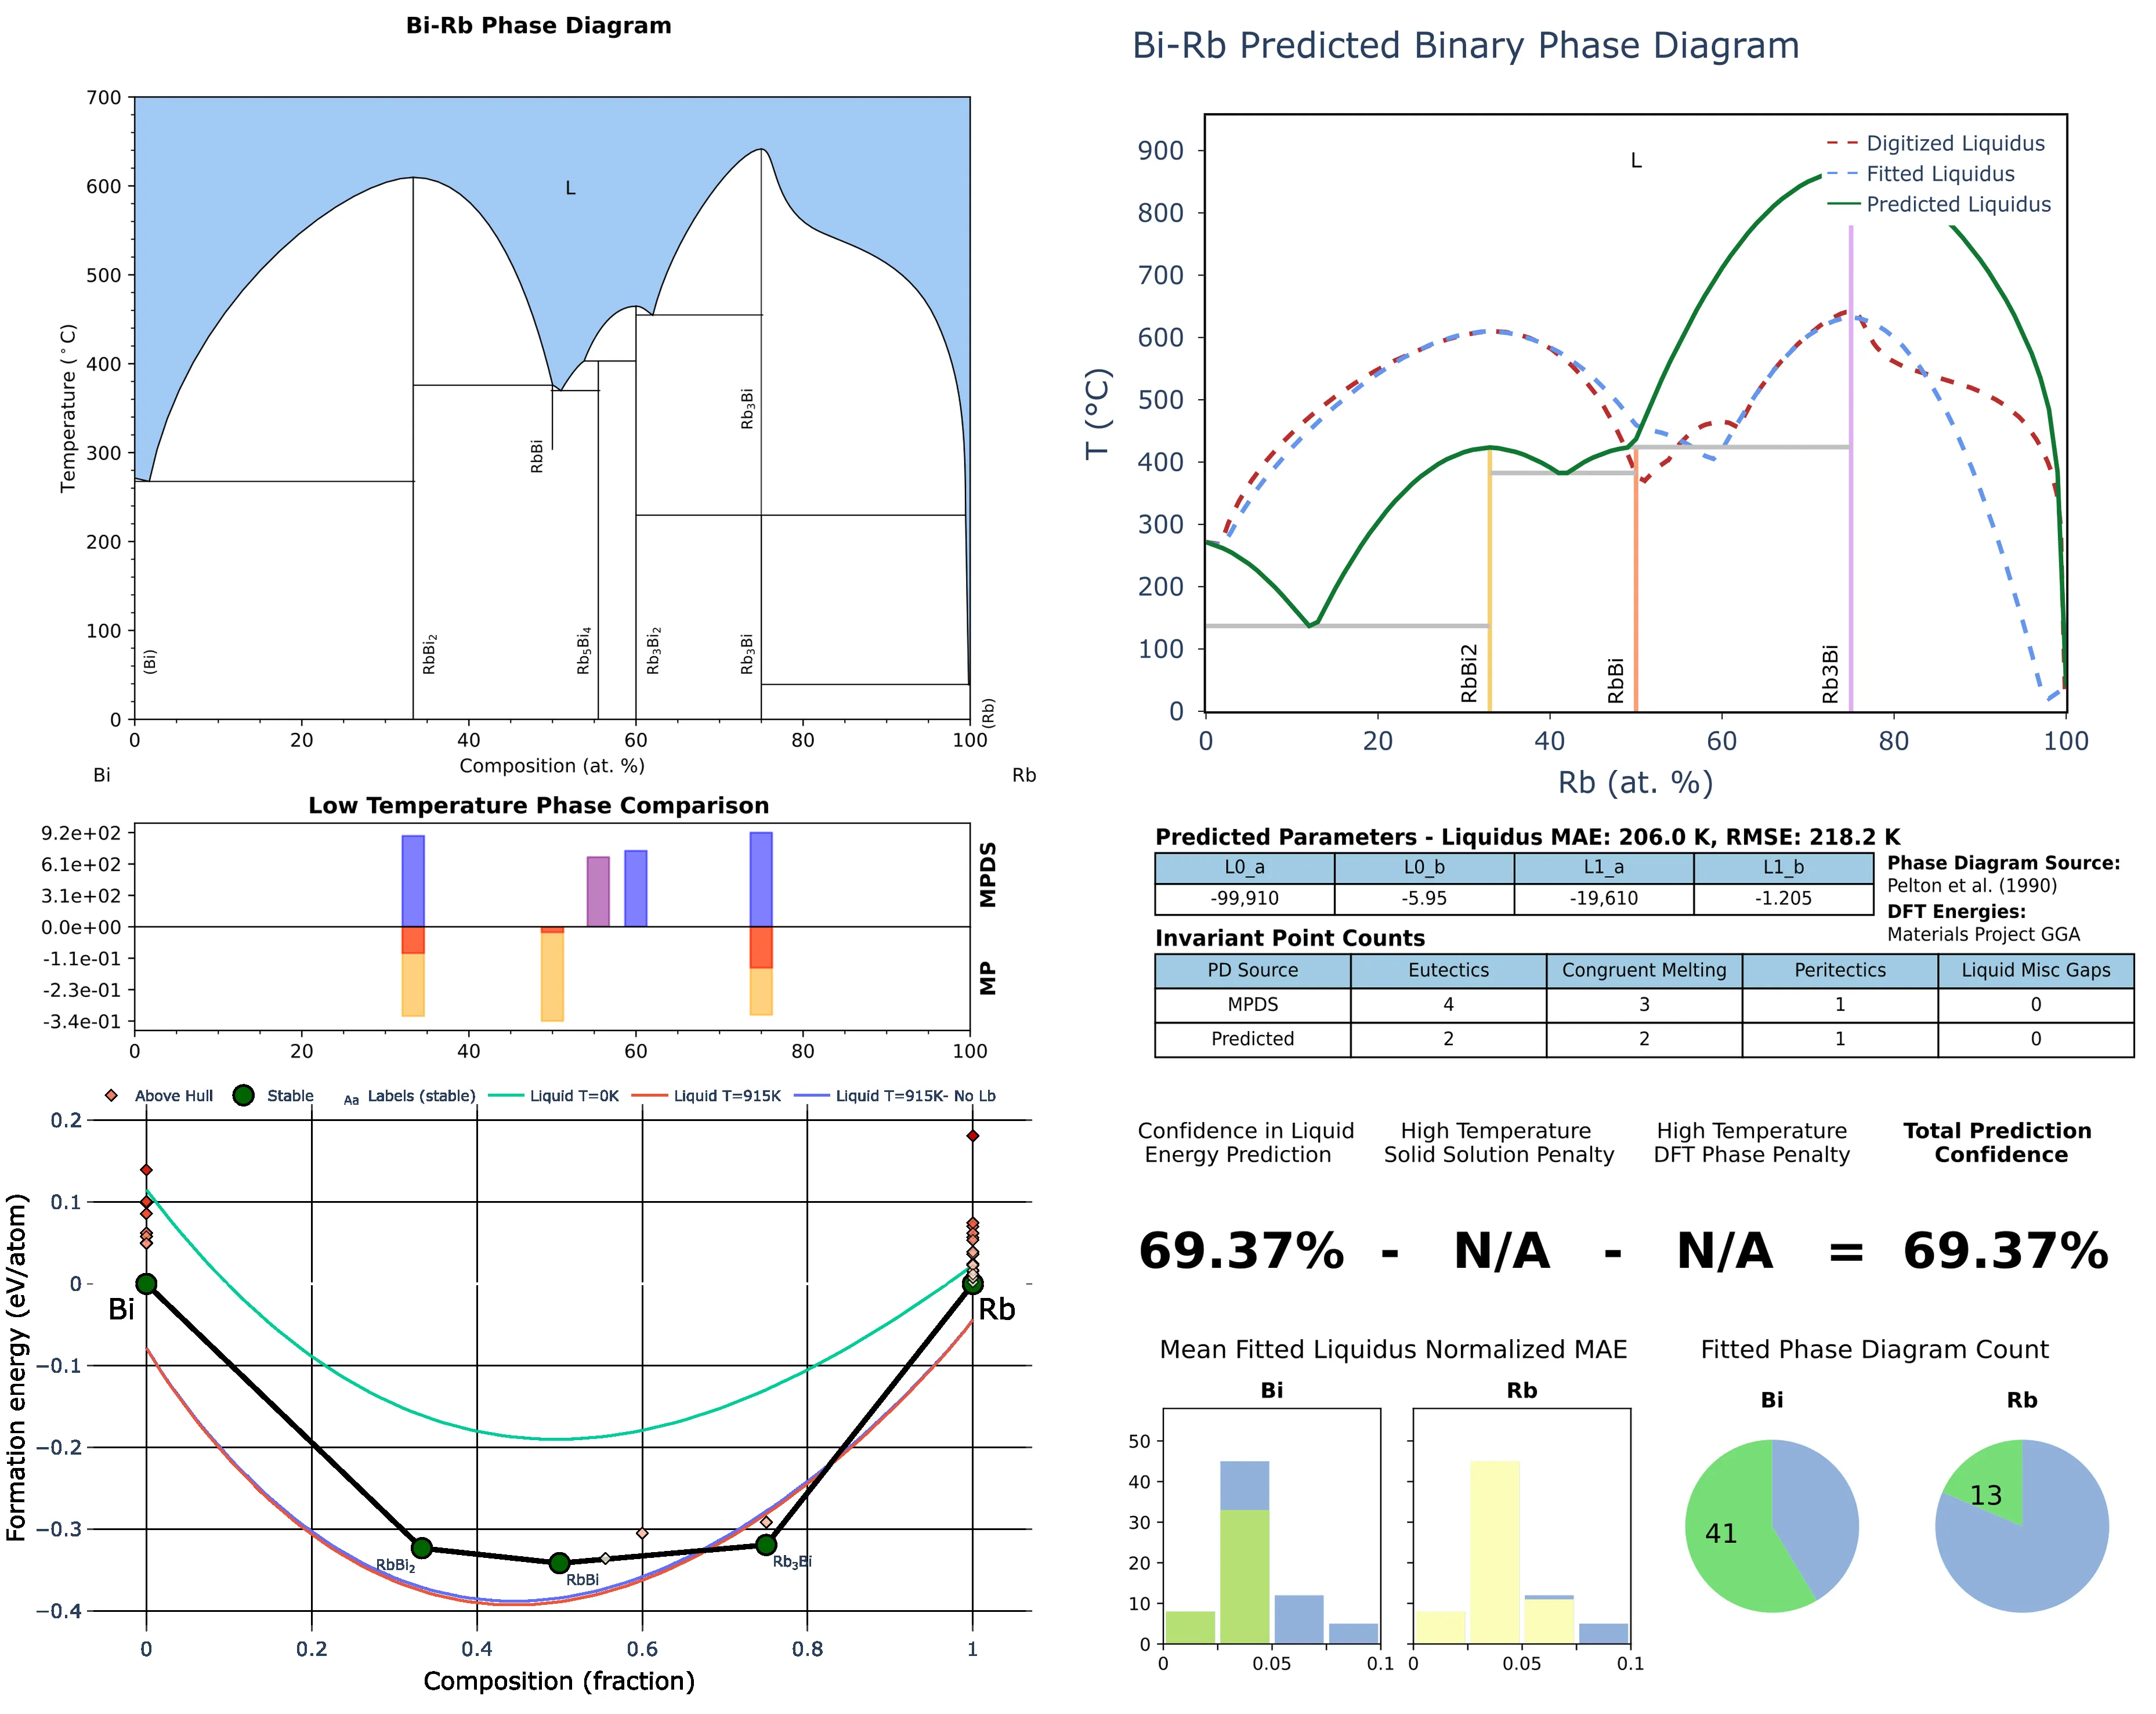 Bi-Rb Phase Diagram
700
600
500
400
300
200
100
0
Temperature (°C)
L
(Bi)
RbBi₂
RbBi
Rb₅Bi₄
Rb₃Bi₂
Rb₃Bi
Rb₃Bi
(Rb)
0 20 40 60 80 100
Composition (at. %)
Bi Rb
Bi-Rb Predicted Binary Phase Diagram
900
800
700
600
500
400
300
200
100
0
T (°C)
L
Digitized Liquidus
Fitted Liquidus
Predicted Liquidus
RbBi2
RbBi
Rb3Bi
0 20 40 60 80 100
Rb (at. %)
Low Temperature Phase Comparison
9.2e+02
6.1e+02
3.1e+02
0.0e+00
-1.1e-01
-2.3e-01
-3.4e-01
MPDS
MP
0 20 40 60 80 100
Predicted Parameters - Liquidus MAE: 206.0 K, RMSE: 218.2 K
L0_a L0_b L1_a L1_b
-99,910 -5.95 -19,610 -1.205
Phase Diagram Source:
Pelton et al. (1990)
DFT Energies:
Materials Project GGA
Invariant Point Counts
PD Source Eutectics Congruent Melting Peritectics Liquid Misc Gaps
MPDS 4 3 1 0
Predicted 2 2 1 0
Above Hull Stable Aa Labels (stable) Liquid T=0K Liquid T=915K Liquid T=915K- No Lb
0.2
0.1
0
−0.1
−0.2
−0.3
−0.4
Formation energy (eV/atom)
Bi
Rb
RbBi₂
RbBi
Rb₃Bi
0 0.2 0.4 0.6 0.8 1
Composition (fraction)
Confidence in Liquid
Energy Prediction
High Temperature
Solid Solution Penalty
High Temperature
DFT Phase Penalty
Total Prediction
Confidence
69.37% - N/A - N/A = 69.37%
Mean Fitted Liquidus Normalized MAE
Bi
Rb
50
40
30
20
10
0
0 0.05 0.1
0 0.05 0.1
Fitted Phase Diagram Count
Bi
Rb
41
13